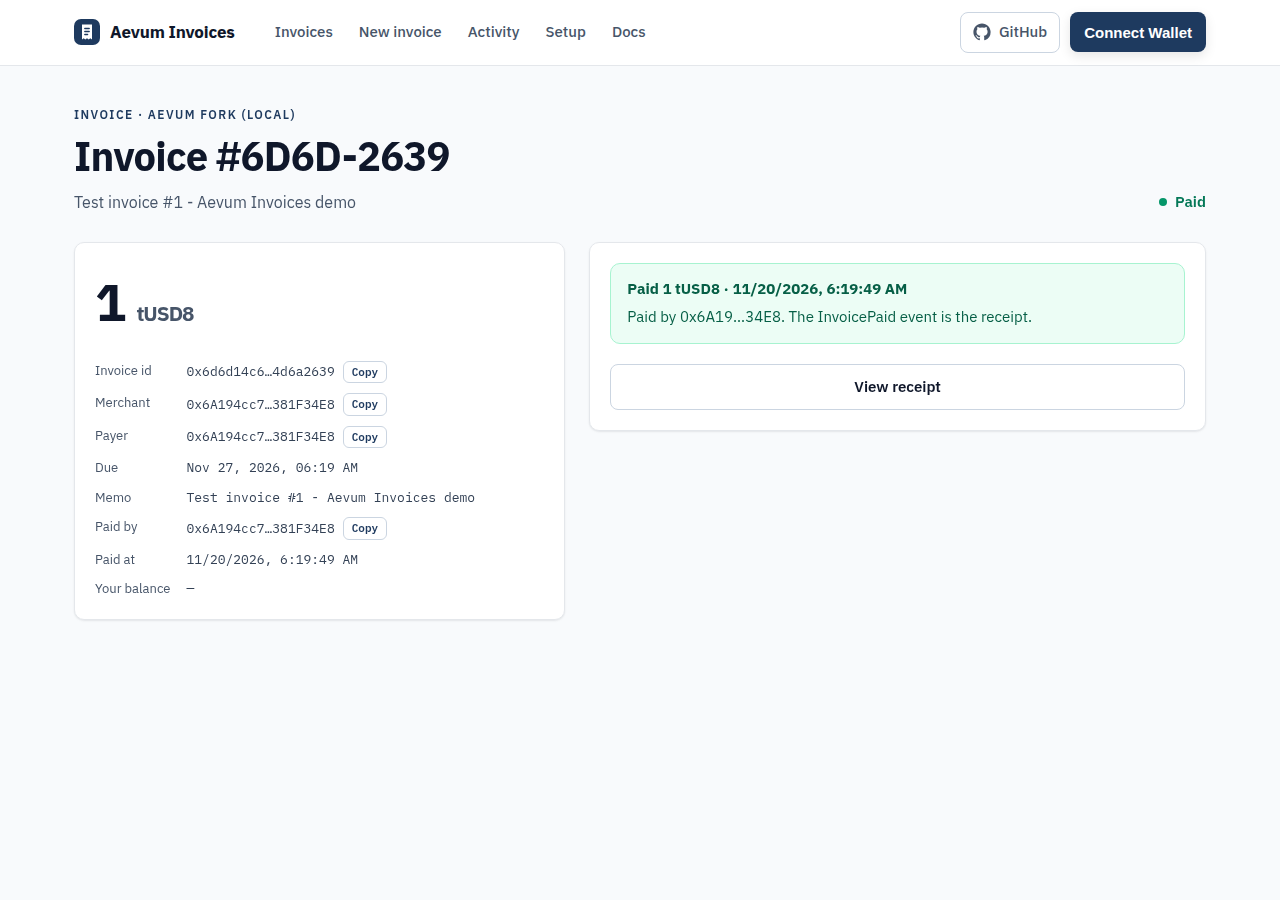 Aevum Invoices
Invoices
New invoice
Activity
Setup
Docs
GitHub
Connect Wallet
INVOICE · AEVUM FORK (LOCAL)
Invoice #6D6D-2639
Test invoice #1 - Aevum Invoices demo
Paid
1 tUSD8
Invoice id 0x6d6d14c6…4d6a2639 Copy
Merchant 0x6A194cc7…381F34E8 Copy
Payer 0x6A194cc7…381F34E8 Copy
Due Nov 27, 2026, 06:19 AM
Memo Test invoice #1 - Aevum Invoices demo
Paid by 0x6A194cc7…381F34E8 Copy
Paid at 11/20/2026, 6:19:49 AM
Your balance —
Paid 1 tUSD8 · 11/20/2026, 6:19:49 AM
Paid by 0x6A19…34E8. The InvoicePaid event is the receipt.
View receipt